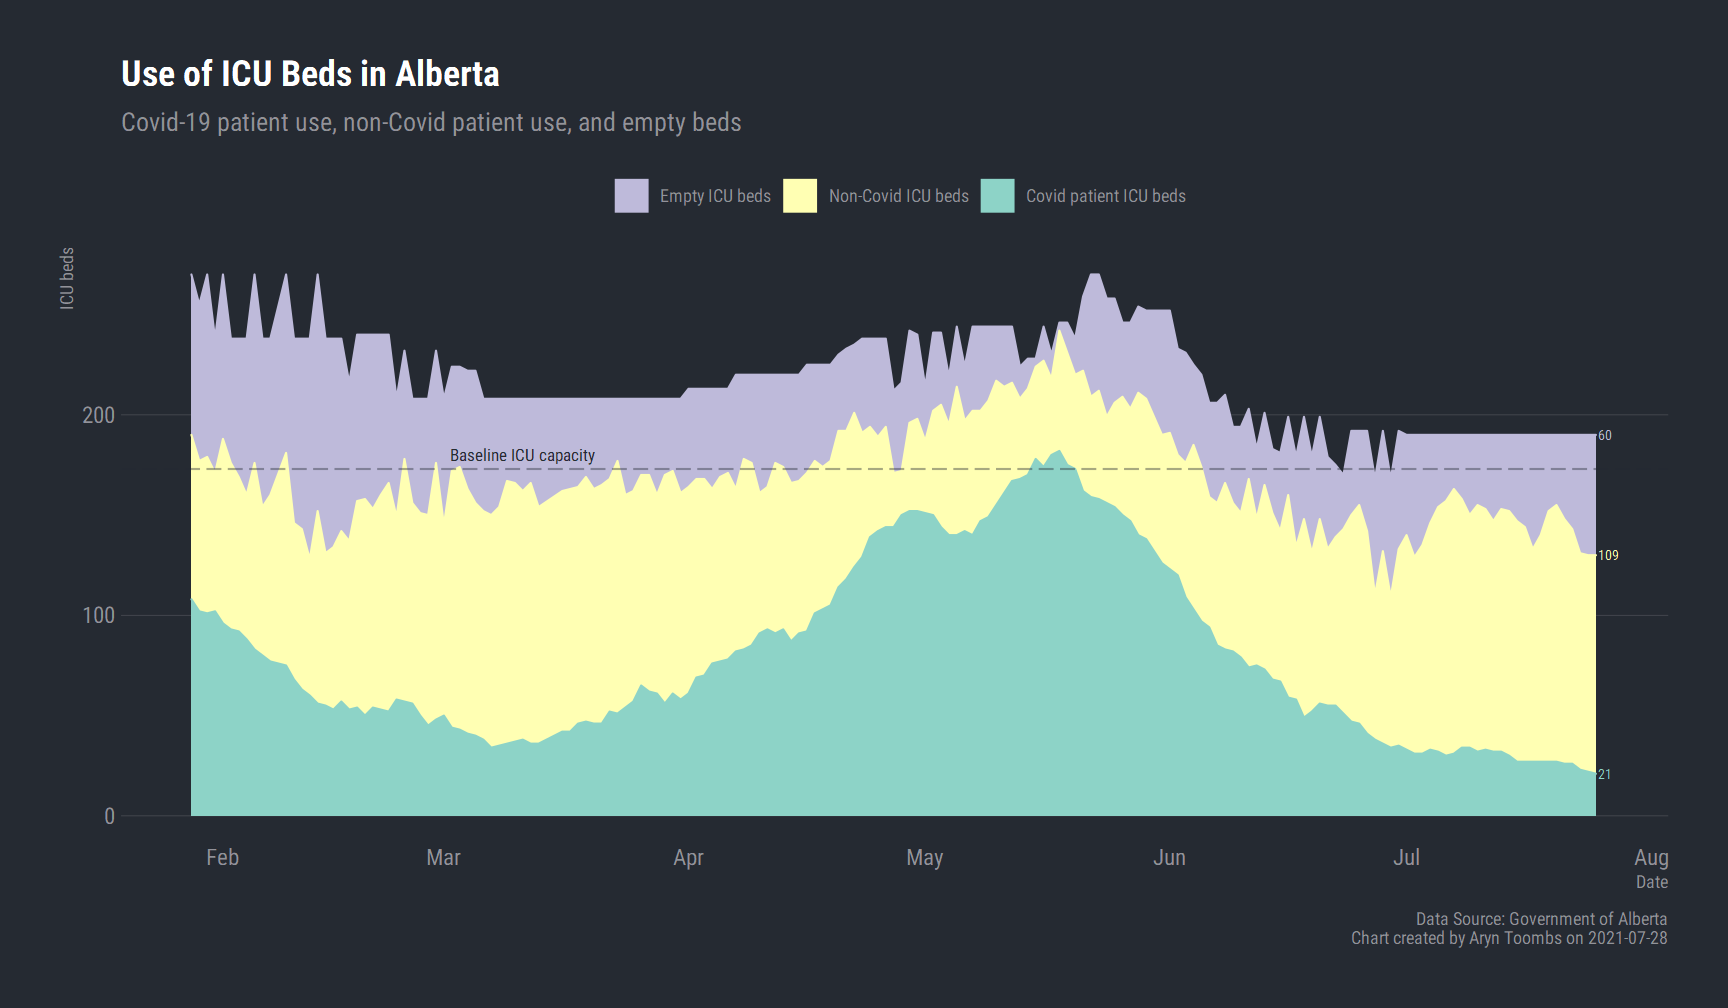 Use of ICU Beds in Alberta
Covid-19 patient use, non-Covid patient use, and empty beds
Empty ICU beds
Non-Covid ICU beds
Covid patient ICU beds
ICU beds
200
100
0
Baseline ICU capacity
60
109
21
Feb
Mar
Apr
May
Jun
Jul
Aug
Date
Data Source: Government of Alberta
Chart created by Aryn Toombs on 2021-07-28